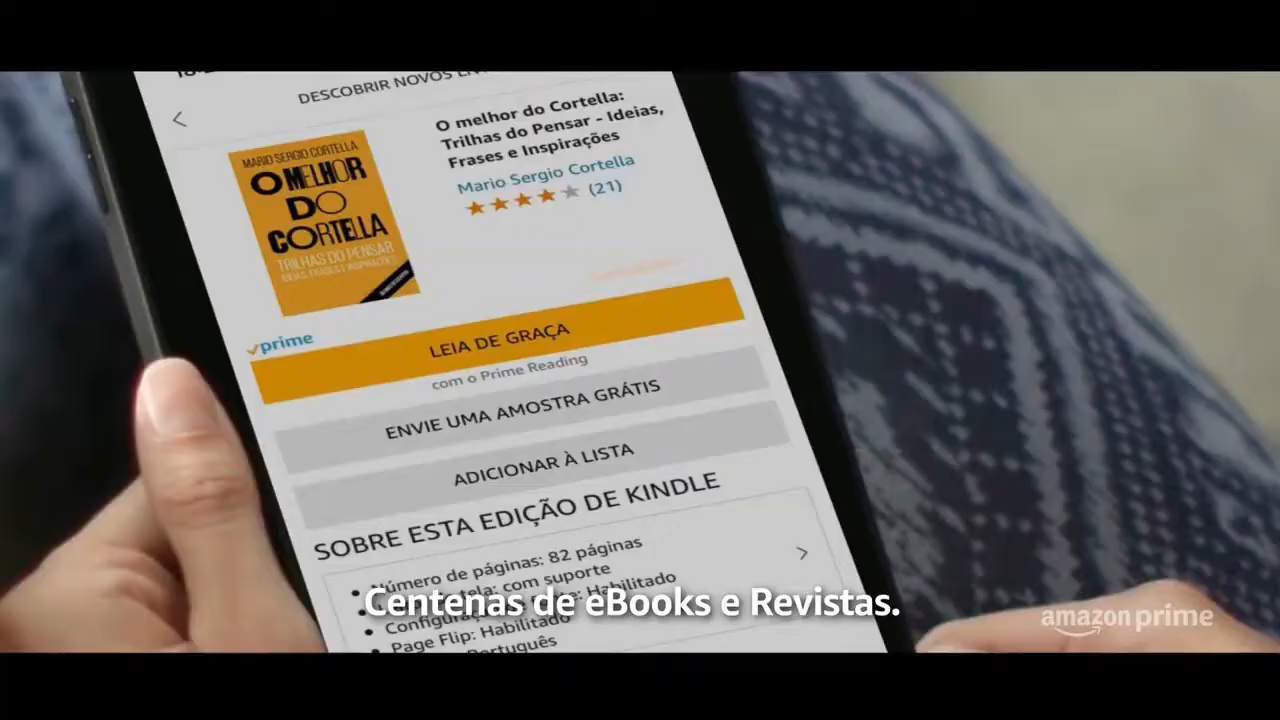 DESCOBRIR NOVOS
O melhor do Cortella:
Trilhas do Pensar - Ideias,
Frases e Inspirações
Mario Sergio Cortella
(21)
MARIO SERGIO CORTELLA
O MELHOR
DO
CORTELLA
TRILHAS DO PENSAR
IDEIAS, FRASES E INSPIRAÇÕES
prime
LEIA DE GRAÇA
com o Prime Reading
ENVIE UMA AMOSTRA GRÁTIS
ADICIONAR À LISTA
SOBRE ESTA EDIÇÃO DE KINDLE
Número de páginas: 82 páginas
com suporte
Habilitado
Page Flip: Habilitado
Português
Centenas de eBooks e Revistas.
amazon prime